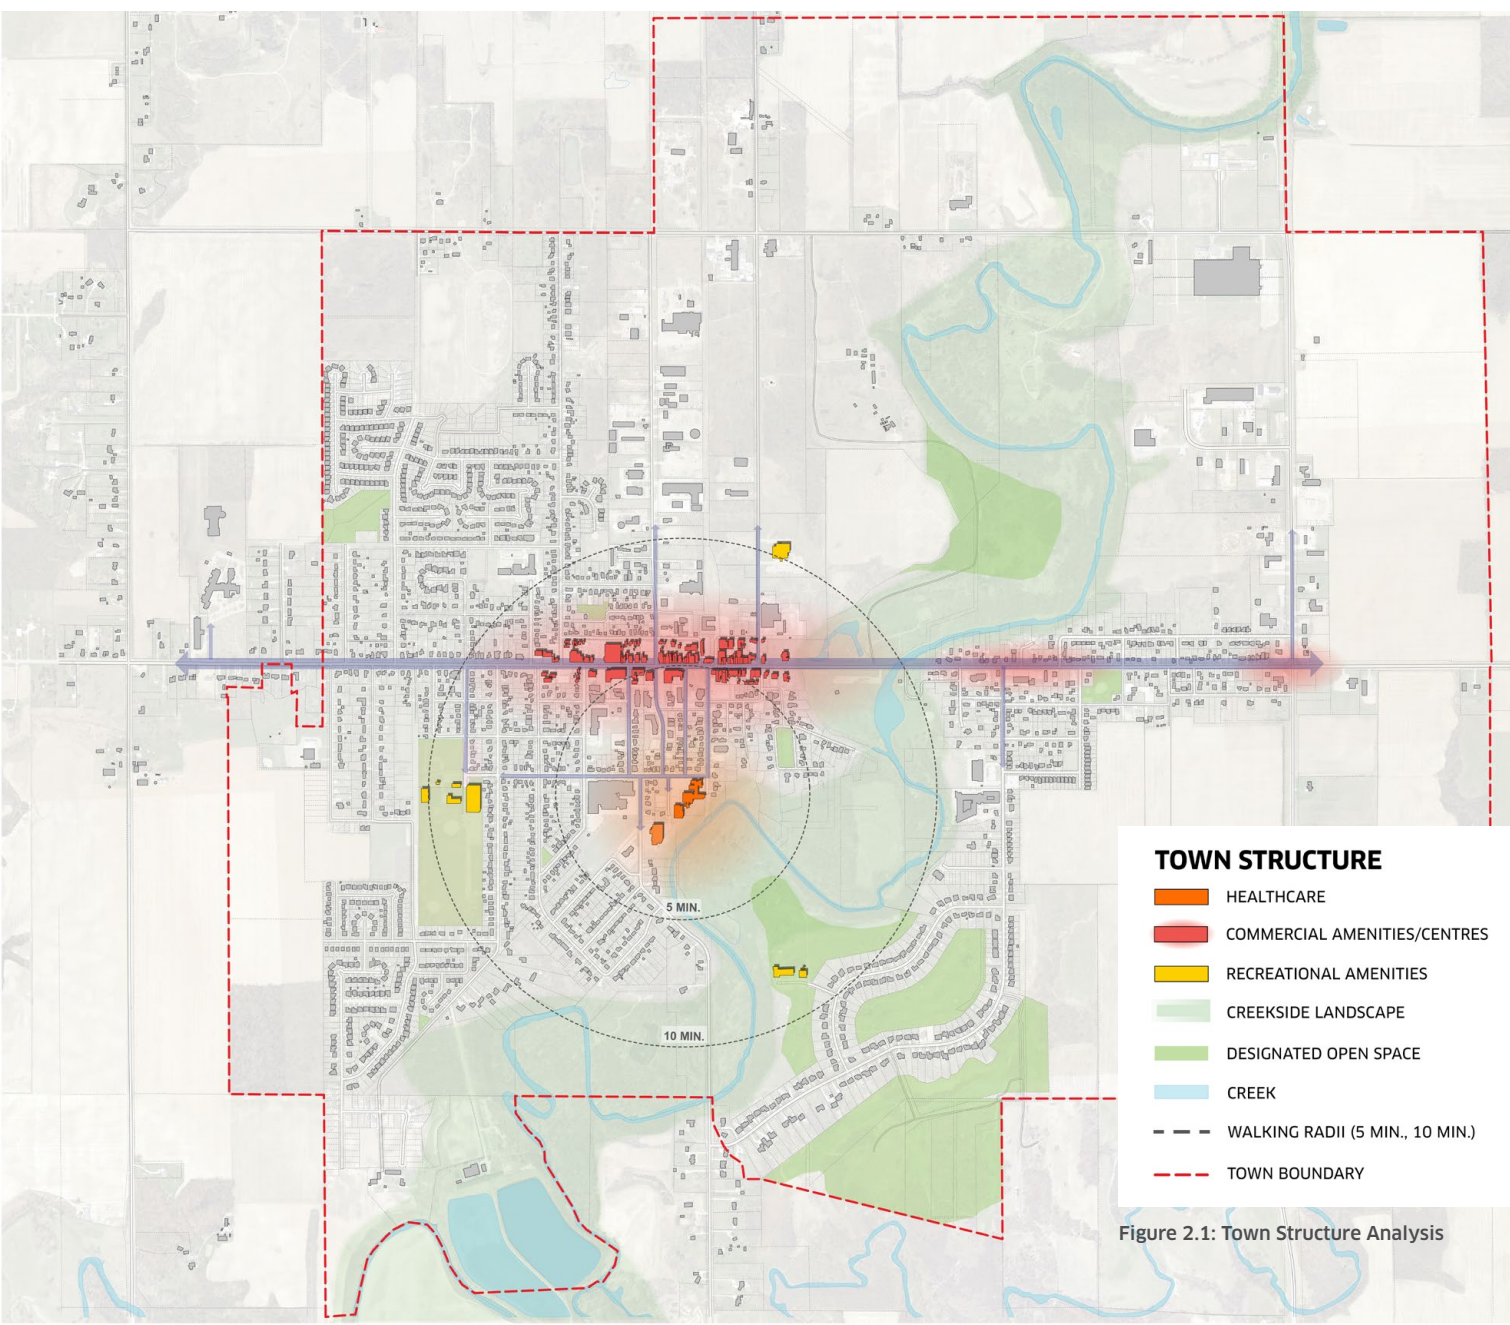 5 MIN.
10 MIN.
TOWN STRUCTURE
HEALTHCARE
COMMERCIAL AMENITIES/CENTRES
RECREATIONAL AMENITIES
CREEKSIDE LANDSCAPE
DESIGNATED OPEN SPACE
CREEK
WALKING RADII (5 MIN., 10 MIN.)
TOWN BOUNDARY
Figure 2.1: Town Structure Analysis